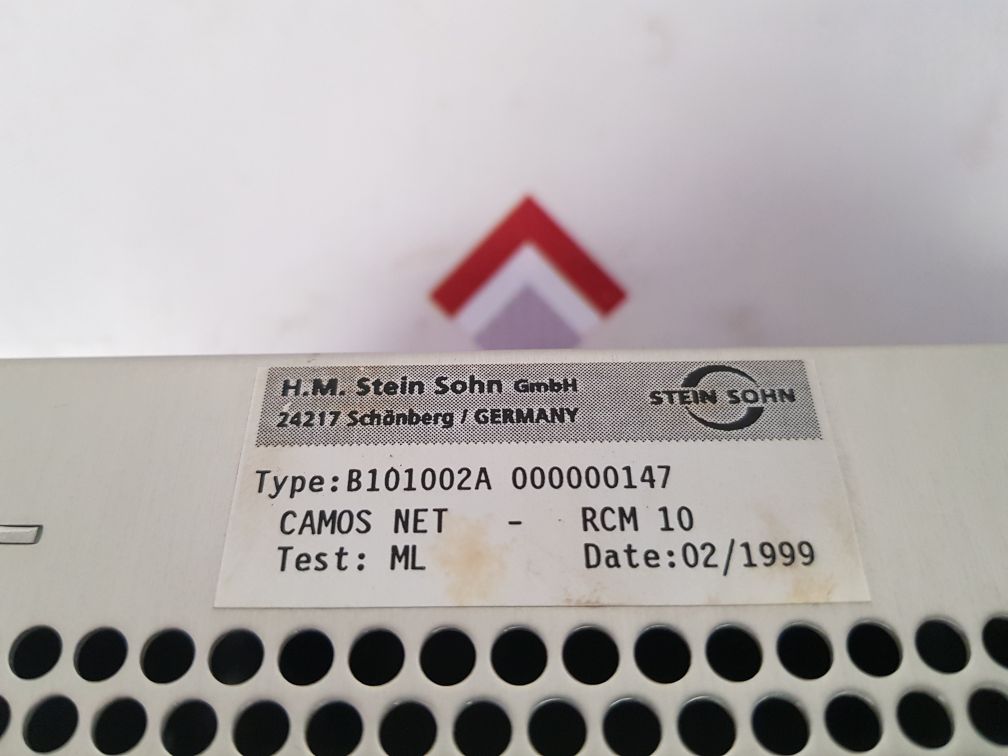 H.M. Stein Sohn GmbH
24217 Schönberg / GERMANY
STEIN SOHN
Type:B101002A 000000147
CAMOS NET - RCM 10
Test: ML Date:02/1999